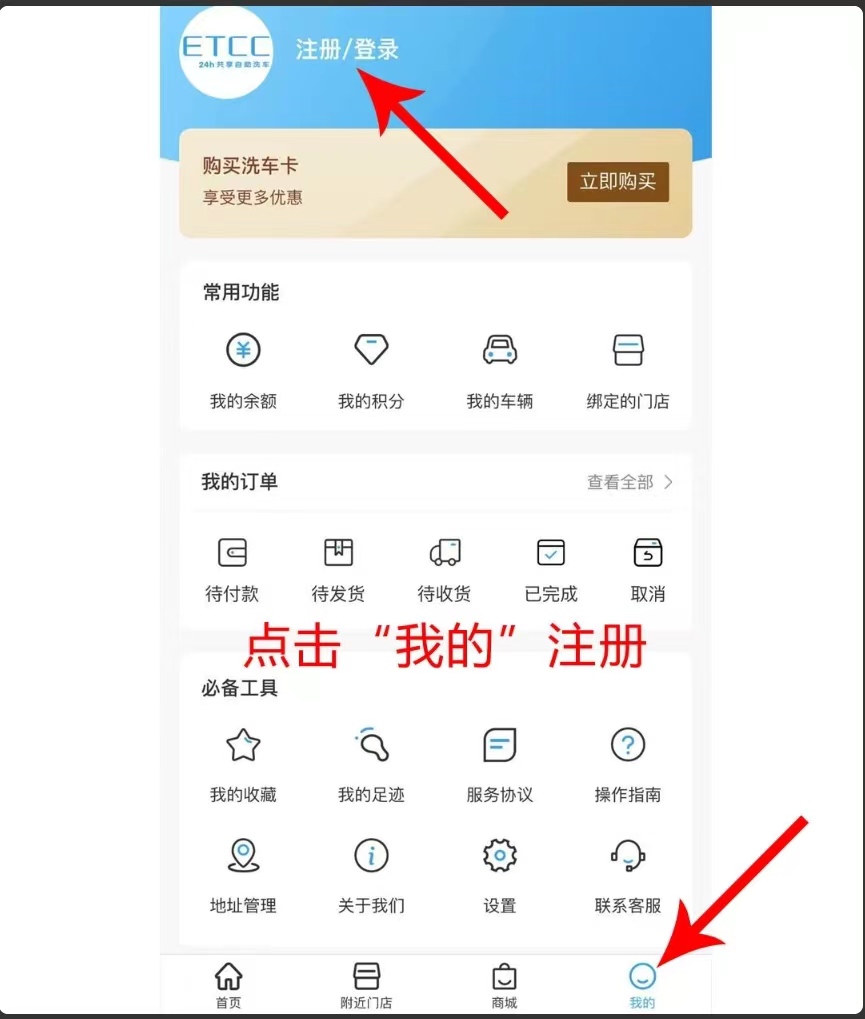 ETCC
24h共享自助洗车
注册/登录
购买洗车卡
享受更多优惠
立即购买
常用功能
我的余额 我的积分 我的车辆 绑定的门店
我的订单 查看全部
待付款 待发货 待收货 已完成 取消
点击“我的”注册
必备工具
我的收藏 我的足迹 服务协议 操作指南
地址管理 关于我们 设置 联系客服
首页 附近门店 商城 我的